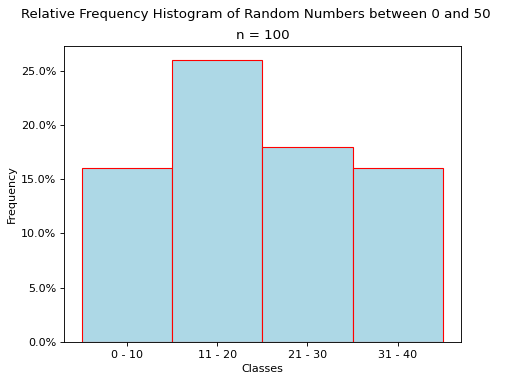 Relative Frequency Histogram of Random Numbers between 0 and 50
n = 100
25.0%
20.0%
15.0%
10.0%
5.0%
0.0%
Frequency
0 - 10 11 - 20 21 - 30 31 - 40
Classes